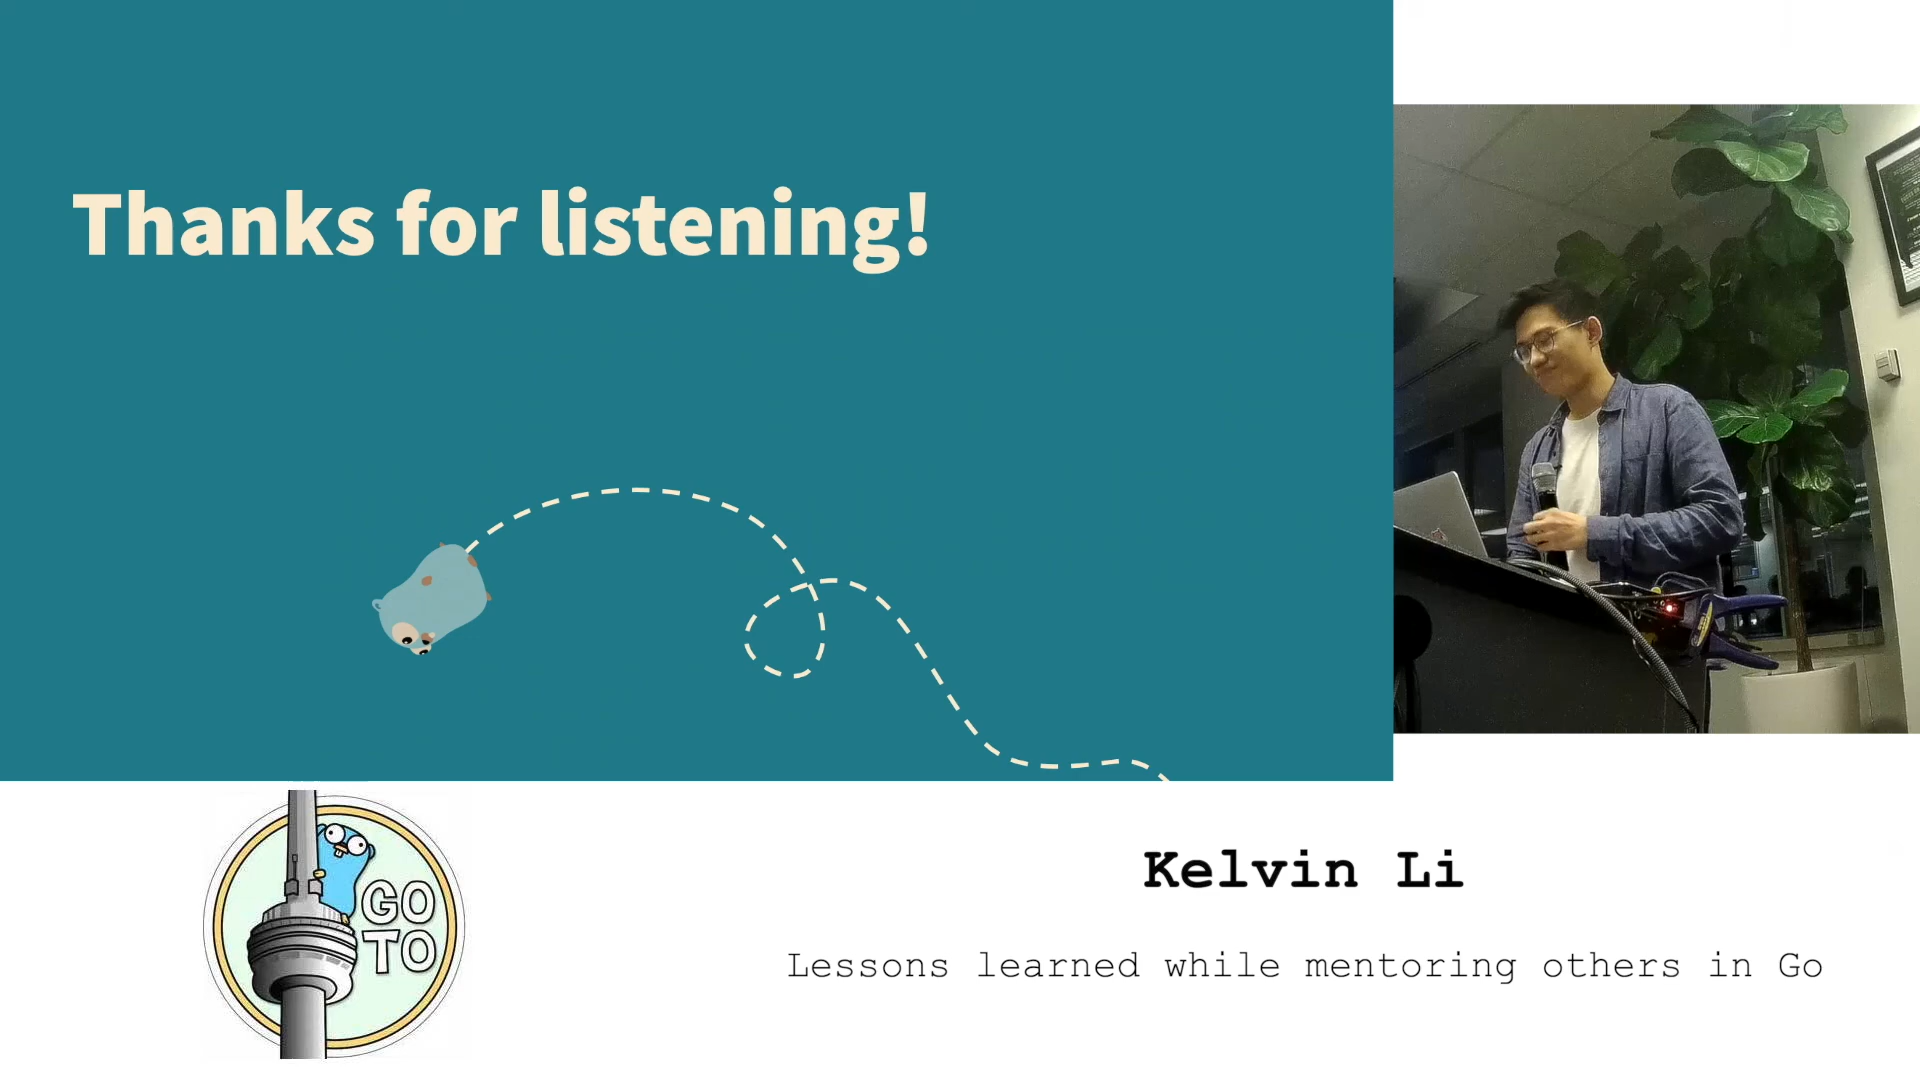 Thanks for listening!
GO
TO
Kelvin Li
Lessons learned while mentoring others in Go